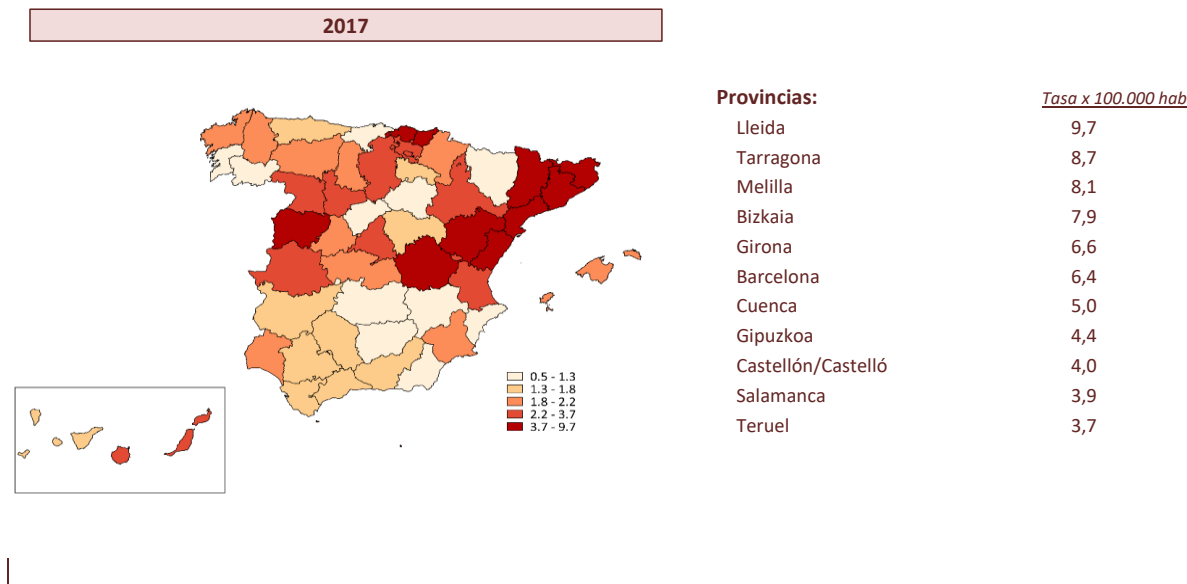 2017
Provincias: Tasa x 100.000 hab
Lleida 9,7
Tarragona 8,7
Melilla 8,1
Bizkaia 7,9
Girona 6,6
Barcelona 6,4
Cuenca 5,0
Gipuzkoa 4,4
Castellón/Castelló 4,0
Salamanca 3,9
Teruel 3,7
0.5 - 1.3
1.3 - 1.8
1.8 - 2.2
2.2 - 3.7
3.7 - 9.7